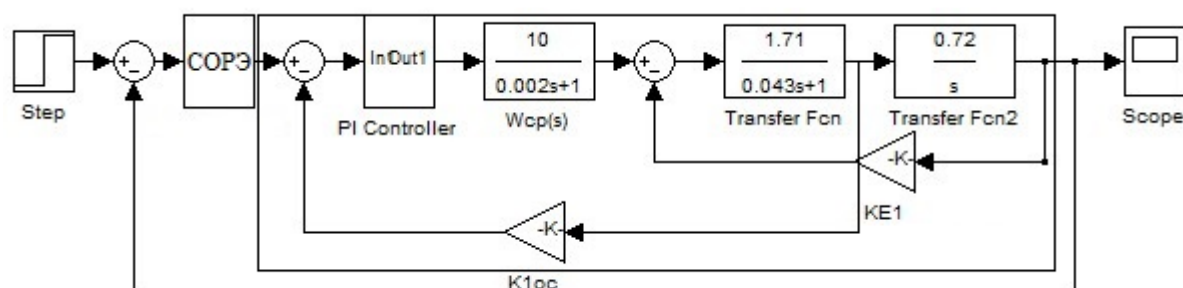 10
1.71
0.72
СОРЭ
In1
Out1
0.002s+1
0.043s+1
s
Step
PI Controller
Wcp(s)
Transfer Fcn
Transfer Fcn2
Scope
-K-
KE1
-K-
K1oc